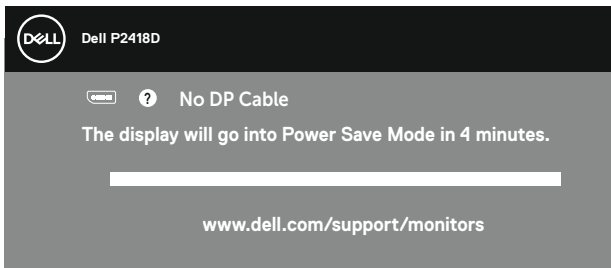 DELL
Dell P2418D
? No DP Cable
The display will go into Power Save Mode in 4 minutes.
www.dell.com/support/monitors